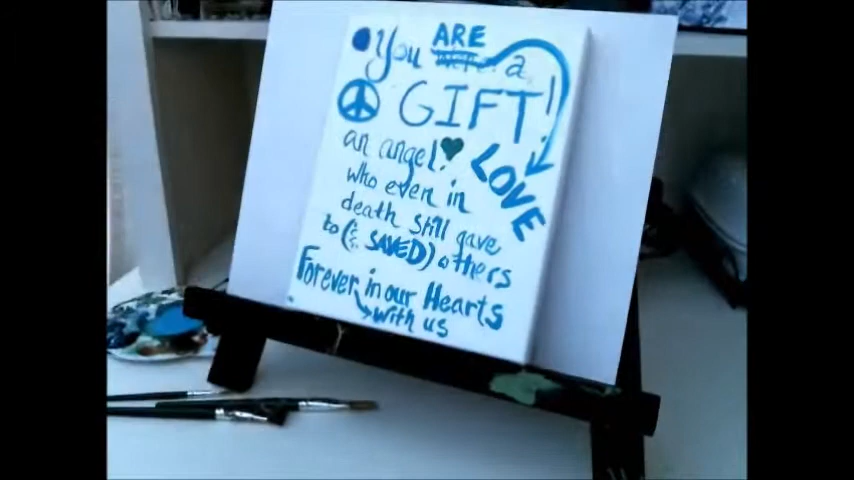 You ARE were a
GIFT!
an angel!
LOVE
who even in
death still gave
to (& SAVED) others
Forever in our Hearts
with us